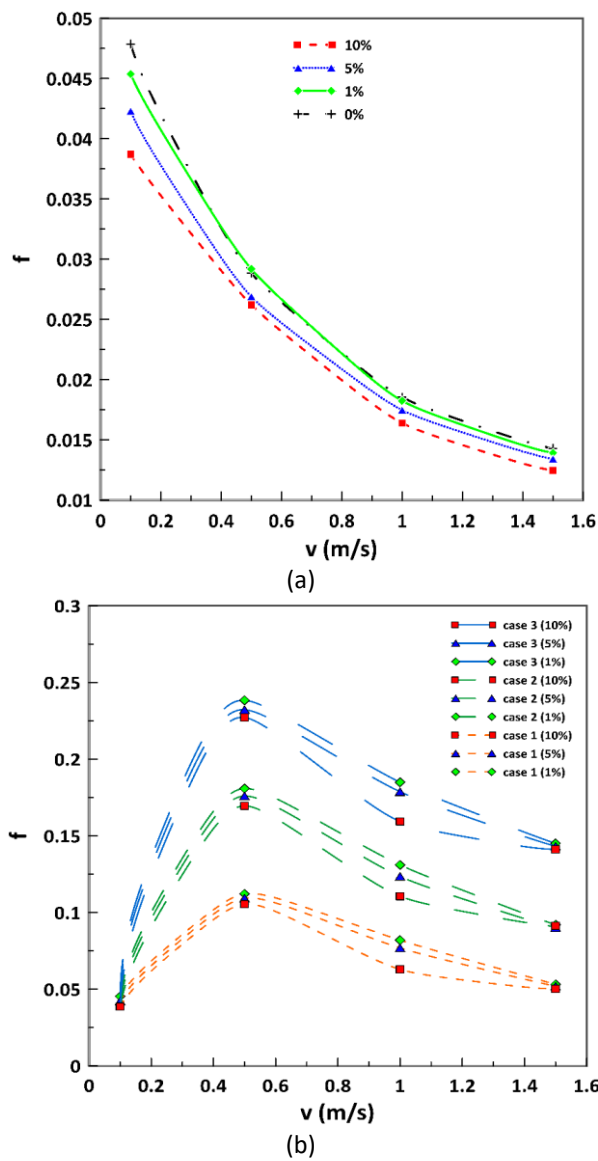 0.05
0.045
0.04
0.035
0.03
0.025
0.02
0.015
0.01
f
10%
5%
1%
0%
0 0.2 0.4 0.6 0.8 1 1.2 1.4 1.6
v (m/s)
(a)
0.3
0.25
0.2
0.15
0.1
0.05
0
f
case 3 (10%)
case 3 (5%)
case 3 (1%)
case 2 (10%)
case 2 (5%)
case 2 (1%)
case 1 (10%)
case 1 (5%)
case 1 (1%)
0 0.2 0.4 0.6 0.8 1 1.2 1.4 1.6
v (m/s)
(b)